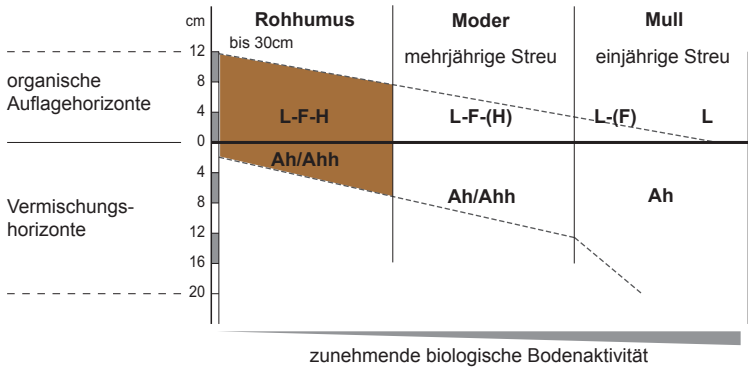 cm Rohhumus Moder Mull
12 bis 30cm mehrjährige Streu einjährige Streu
organische
Auflagehorizonte
8
4 L-F-H L-F-(H) L-(F) L
0
Ah/Ahh
4
8 Ah/Ahh Ah
Vermischungs-
horizonte
12
16
20
zunehmende biologische Bodenaktivität